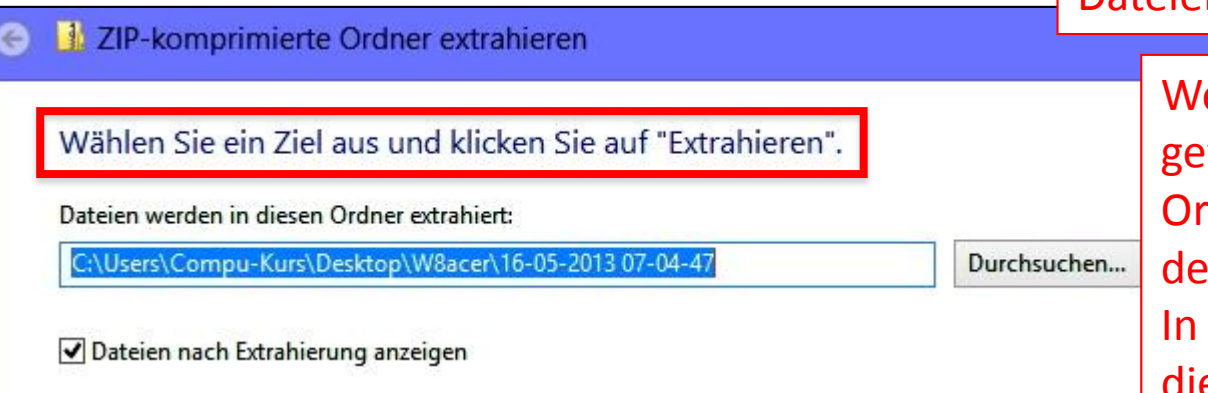 ZIP-komprimierte Ordner extrahieren
Wählen Sie ein Ziel aus und klicken Sie auf "Extrahieren".
Dateien werden in diesen Ordner extrahiert:
C:\Users\Compu-Kurs\Desktop\W8acer\16-05-2013 07-04-47
Durchsuchen...
Dateien nach Extrahierung anzeigen
In